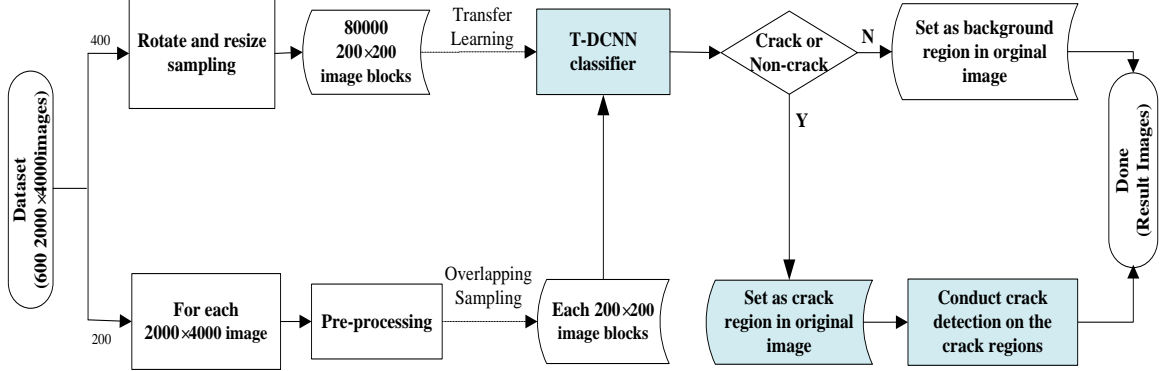 Dataset
(600 2000 ×4000images)
400
200
Rotate and resize
sampling
80000
200×200
image blocks
Transfer
Learning
T-DCNN
classifier
Crack or
Non-crack
N
Y
Set as background
region in orginal
image
Done
(Result Images)
For each
2000×4000 image
Pre-processing
Overlapping
Sampling
Each 200×200
image blocks
Set as crack
region in original
image
Conduct crack
detection on the
crack regions